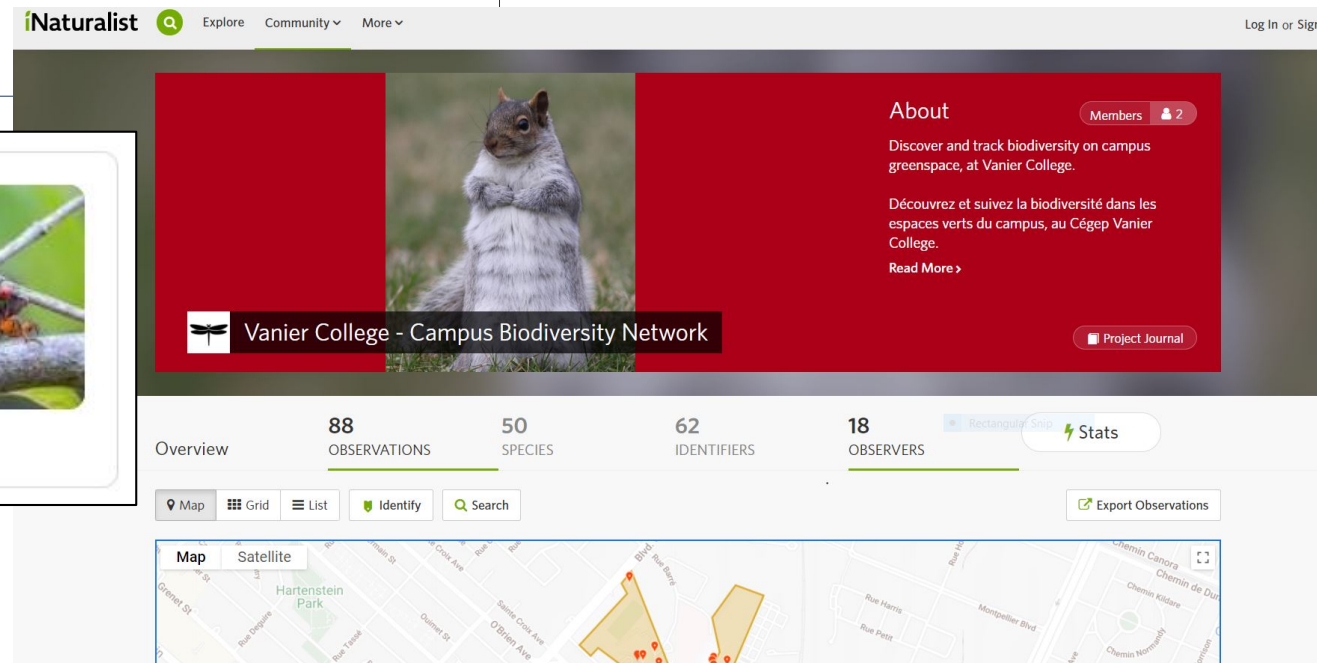 iNaturalist Explore Community More Log In or Sign
About Members 2
Discover and track biodiversity on campus
greenspace, at Vanier College.
Découvrez et suivez la biodiversité dans les
espaces verts du campus, au Cégep Vanier
College.
Read More >
Vanier College - Campus Biodiversity Network
Project Journal
Overview
88
OBSERVATIONS
50
SPECIES
62
IDENTIFIERS
18
OBSERVERS
Rectangular Snip
Stats
Map Grid List Identify Search Export Observations
Map Satellite
Hartenstein
Park
Grenet St
Rue Deguire
Rue Tassé
Ouimet St
Sainte Croix Ave
O'Brien Ave
Croix Ave
Blvd.
Rue Barré
Rue Harris
Rue Petit
Montpellier Blvd
Chemin Canora
Chemin de
Chemin Kildare